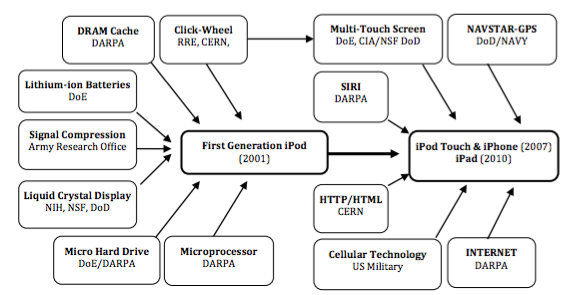 DRAM Cache
DARPA
Click-Wheel
RRE, CERN,
Multi-Touch Screen
DoE, CIA/NSF DoD
NAVSTAR-GPS
DoD/NAVY
Lithium-ion Batteries
DoE
SIRI
DARPA
Signal Compression
Army Research Office
First Generation iPod
(2001)
iPod Touch & iPhone (2007)
iPad (2010)
Liquid Crystal Display
NIH, NSF, DoD
HTTP/HTML
CERN
Micro Hard Drive
DoE/DARPA
Microprocessor
DARPA
Cellular Technology
US Military
INTERNET
DARPA